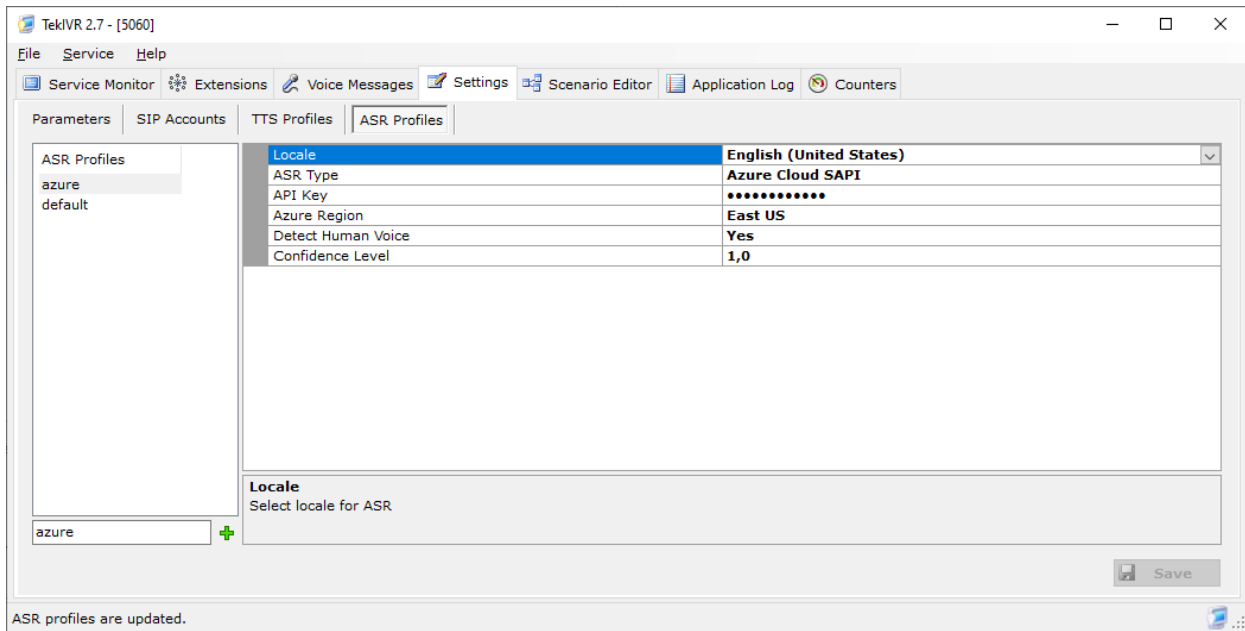 TekIVR 2.7 - [5060]
File Service Help
Service Monitor Extensions Voice Messages Settings Scenario Editor Application Log Counters
Parameters SIP Accounts TTS Profiles ASR Profiles
ASR Profiles
azure
default
azure
Locale English (United States)
ASR Type Azure Cloud SAPI
API Key ••••••••••••
Azure Region East US
Detect Human Voice Yes
Confidence Level 1,0
Locale
Select locale for ASR
Save
ASR profiles are updated.